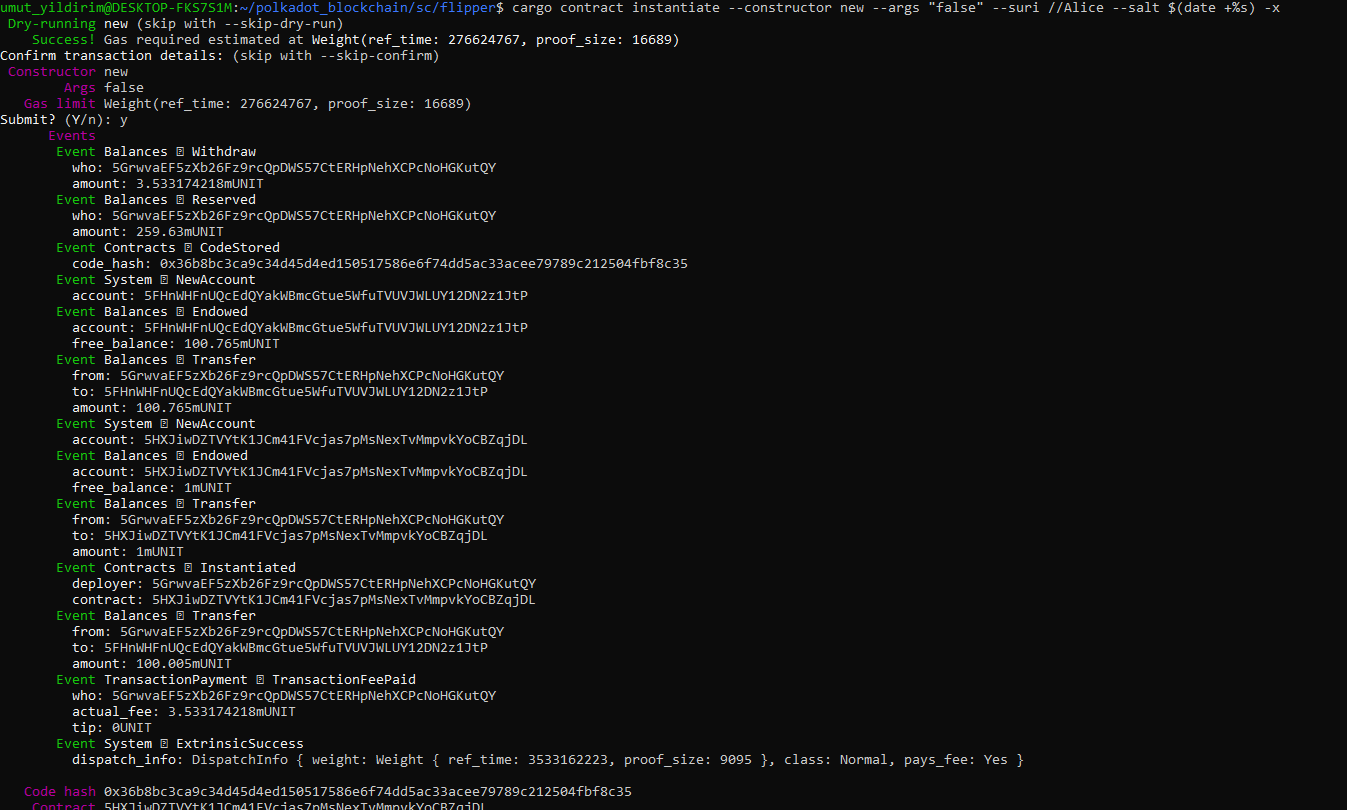 umut_yildirim@DESKTOP-FKS7S1M:~/polkadot_blockchain/sc/flipper$ cargo contract instantiate --constructor new --args "false" --suri //Alice --salt $(date +%s) -x
Dry-running new (skip with --skip-dry-run)
Success! Gas required estimated at Weight(ref_time: 276624767, proof_size: 16689)
Confirm transaction details: (skip with --skip-confirm)
Constructor new
Args false
Gas limit Weight(ref_time: 276624767, proof_size: 16689)
Submit? (Y/n): y
Events
Event Balances Withdraw
who: 5GrwvaEF5zXb26Fz9rcQpDWS57CtERHpNehXCPcNoHGKutQY
amount: 3.533174218mUNIT
Event Balances Reserved
who: 5GrwvaEF5zXb26Fz9rcQpDWS57CtERHpNehXCPcNoHGKutQY
amount: 259.63mUNIT
Event Contracts CodeStored
code_hash: 0x36b8bc3ca9c34d45d4ed150517586e6f74dd5ac33acee79789c212504fbf8c35
Event System NewAccount
account: 5FHnWHFnUQcEdQYakWBmcGtue5WfuTVUVJWLUY12DN2z1JtP
Event Balances Endowed
account: 5FHnWHFnUQcEdQYakWBmcGtue5WfuTVUVJWLUY12DN2z1JtP
free_balance: 100.765mUNIT
Event Balances Transfer
from: 5GrwvaEF5zXb26Fz9rcQpDWS57CtERHpNehXCPcNoHGKutQY
to: 5FHnWHFnUQcEdQYakWBmcGtue5WfuTVUVJWLUY12DN2z1JtP
amount: 100.765mUNIT
Event System NewAccount
account: 5HXJiwDZTVYtK1JCm41FVcjas7pMsNexTvMmpvkYoCBZqjDL
Event Balances Endowed
account: 5HXJiwDZTVYtK1JCm41FVcjas7pMsNexTvMmpvkYoCBZqjDL
free_balance: 1mUNIT
Event Balances Transfer
from: 5GrwvaEF5zXb26Fz9rcQpDWS57CtERHpNehXCPcNoHGKutQY
to: 5HXJiwDZTVYtK1JCm41FVcjas7pMsNexTvMmpvkYoCBZqjDL
amount: 1mUNIT
Event Contracts Instantiated
deployer: 5GrwvaEF5zXb26Fz9rcQpDWS57CtERHpNehXCPcNoHGKutQY
contract: 5HXJiwDZTVYtK1JCm41FVcjas7pMsNexTvMmpvkYoCBZqjDL
Event Balances Transfer
from: 5GrwvaEF5zXb26Fz9rcQpDWS57CtERHpNehXCPcNoHGKutQY
to: 5FHnWHFnUQcEdQYakWBmcGtue5WfuTVUVJWLUY12DN2z1JtP
amount: 100.005mUNIT
Event TransactionPayment TransactionFeePaid
who: 5GrwvaEF5zXb26Fz9rcQpDWS57CtERHpNehXCPcNoHGKutQY
actual_fee: 3.533174218mUNIT
tip: 0UNIT
Event System ExtrinsicSuccess
dispatch_info: DispatchInfo { weight: Weight { ref_time: 3533162223, proof_size: 9095 }, class: Normal, pays_fee: Yes }
Code hash 0x36b8bc3ca9c34d45d4ed150517586e6f74dd5ac33acee79789c212504fbf8c35
Contract 5HXJiwDZTVYtK1JCm41FVcjas7pMsNexTvMmpvkYoCBZqjDL